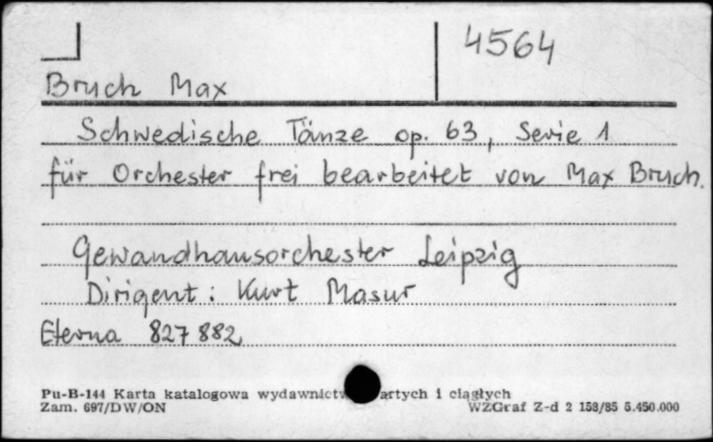 4564
Bruch Max
Schwedische Tänze op. 63, Serie 1
für Orchester frei bearbeitet von Max Bruch.
Gewandhausorchester Leipzig
Dirigent: Kurt Masur
Eterna 827 882
Pu-B-144 Karta katalogowa wydawnictw artych i ciągłych
Zam. 697/DW/ON WZGraf Z-d 2 153/85 5.450.000